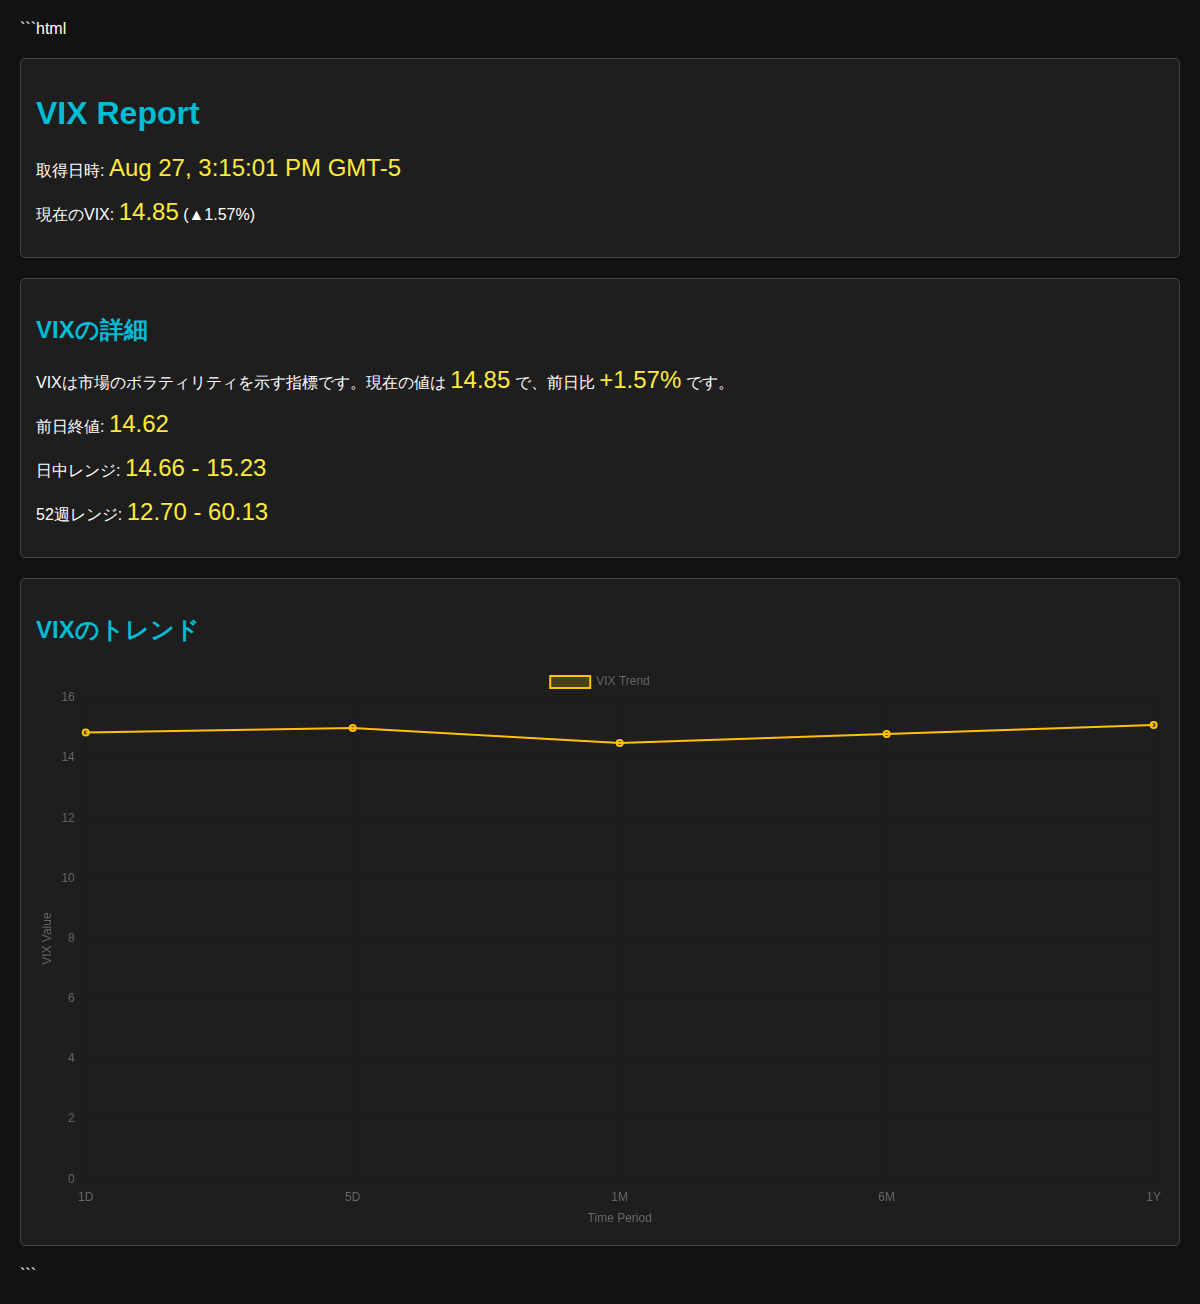 ```html
VIX Report
取得日時: Aug 27, 3:15:01 PM GMT-5
現在のVIX: 14.85 (▲1.57%)
VIXの詳細
VIXは市場のボラティリティを示す指標です。現在の値は 14.85 で、前日比 +1.57% です。
前日終値: 14.62
日中レンジ: 14.66 - 15.23
52週レンジ: 12.70 - 60.13
VIXのトレンド
VIX Trend
16
14
12
10
8
6
4
2
0
VIX Value
1D 5D 1M 6M 1Y
Time Period
```